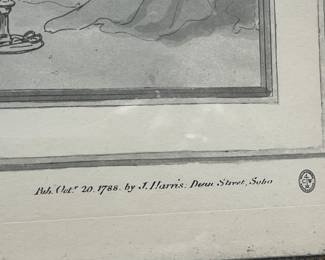 Pub. Octr. 20. 1788. by J. Harris. Dean Street, Soho